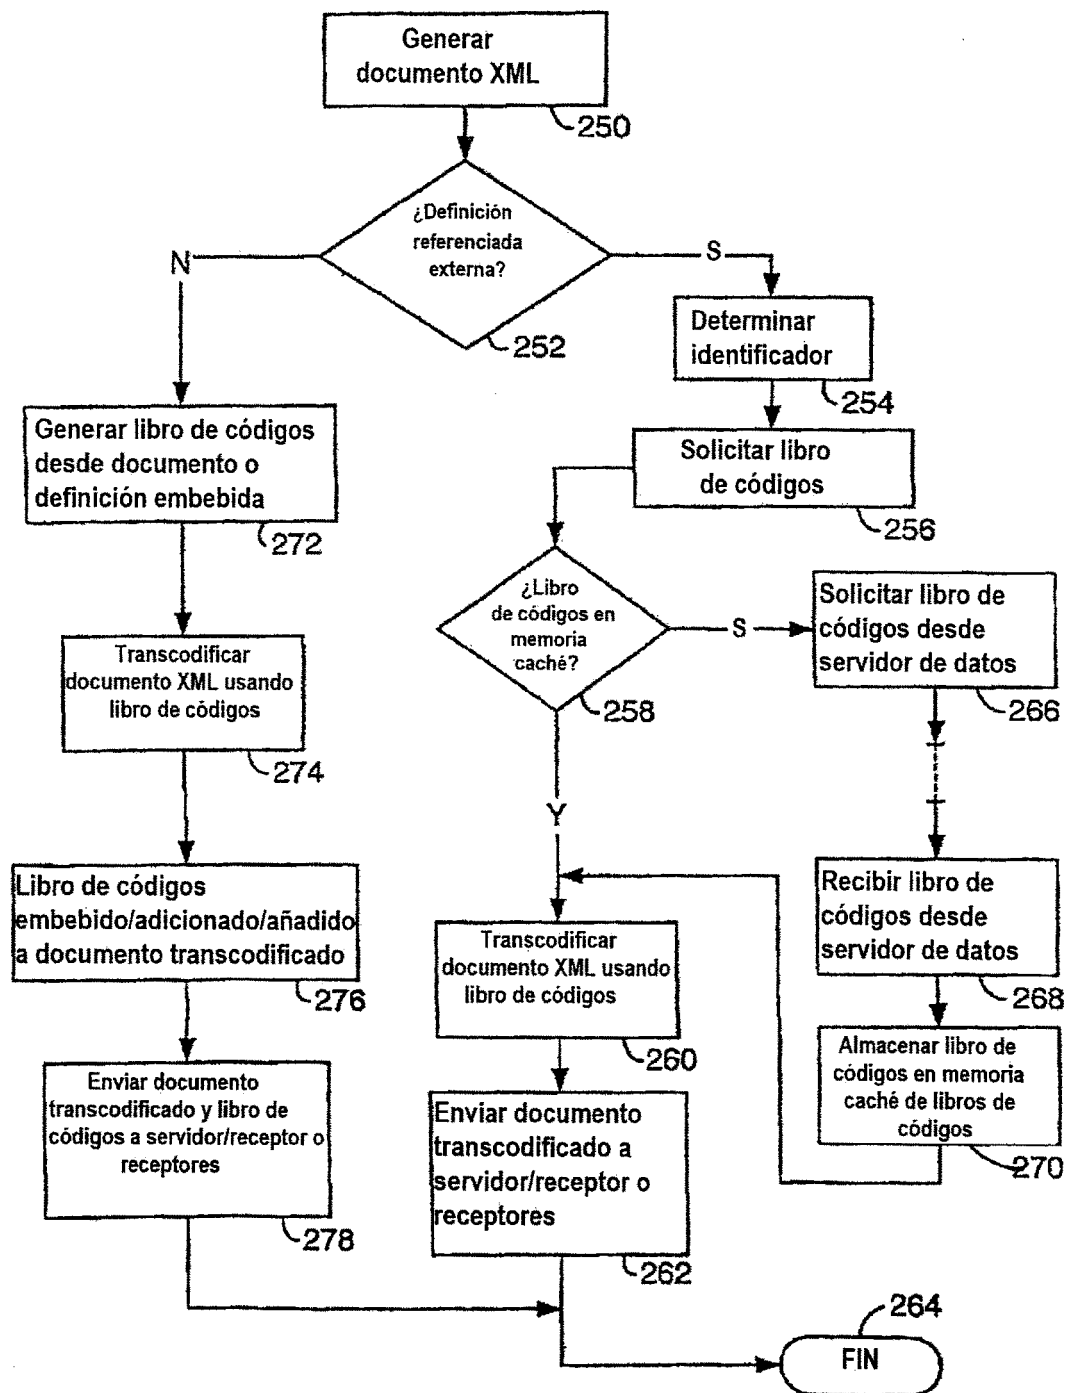 Generar
documento XML
250
¿Definición
referenciada
externa?
252
N
S
Determinar
identificador
254
Solicitar libro
de códigos
256
Generar libro de códigos
desde documento o
definición embebida
272
¿Libro
de códigos en
memoria
caché?
258
S
Y
Solicitar libro de
códigos desde
servidor de datos
266
Transcodificar
documento XML usando
libro de códigos
274
Libro de códigos
embebido/adicionado/añadido
a documento transcodificado
276
Recibir libro de
códigos desde
servidor de datos
268
Transcodificar
documento XML usando
libro de códigos
260
Almacenar libro de
códigos en memoria
caché de libros de
códigos
270
Enviar documento
transcodificado y libro de
códigos a servidor/receptor o
receptores
278
Enviar documento
transcodificado a
servidor/receptor o
receptores
262
264
FIN